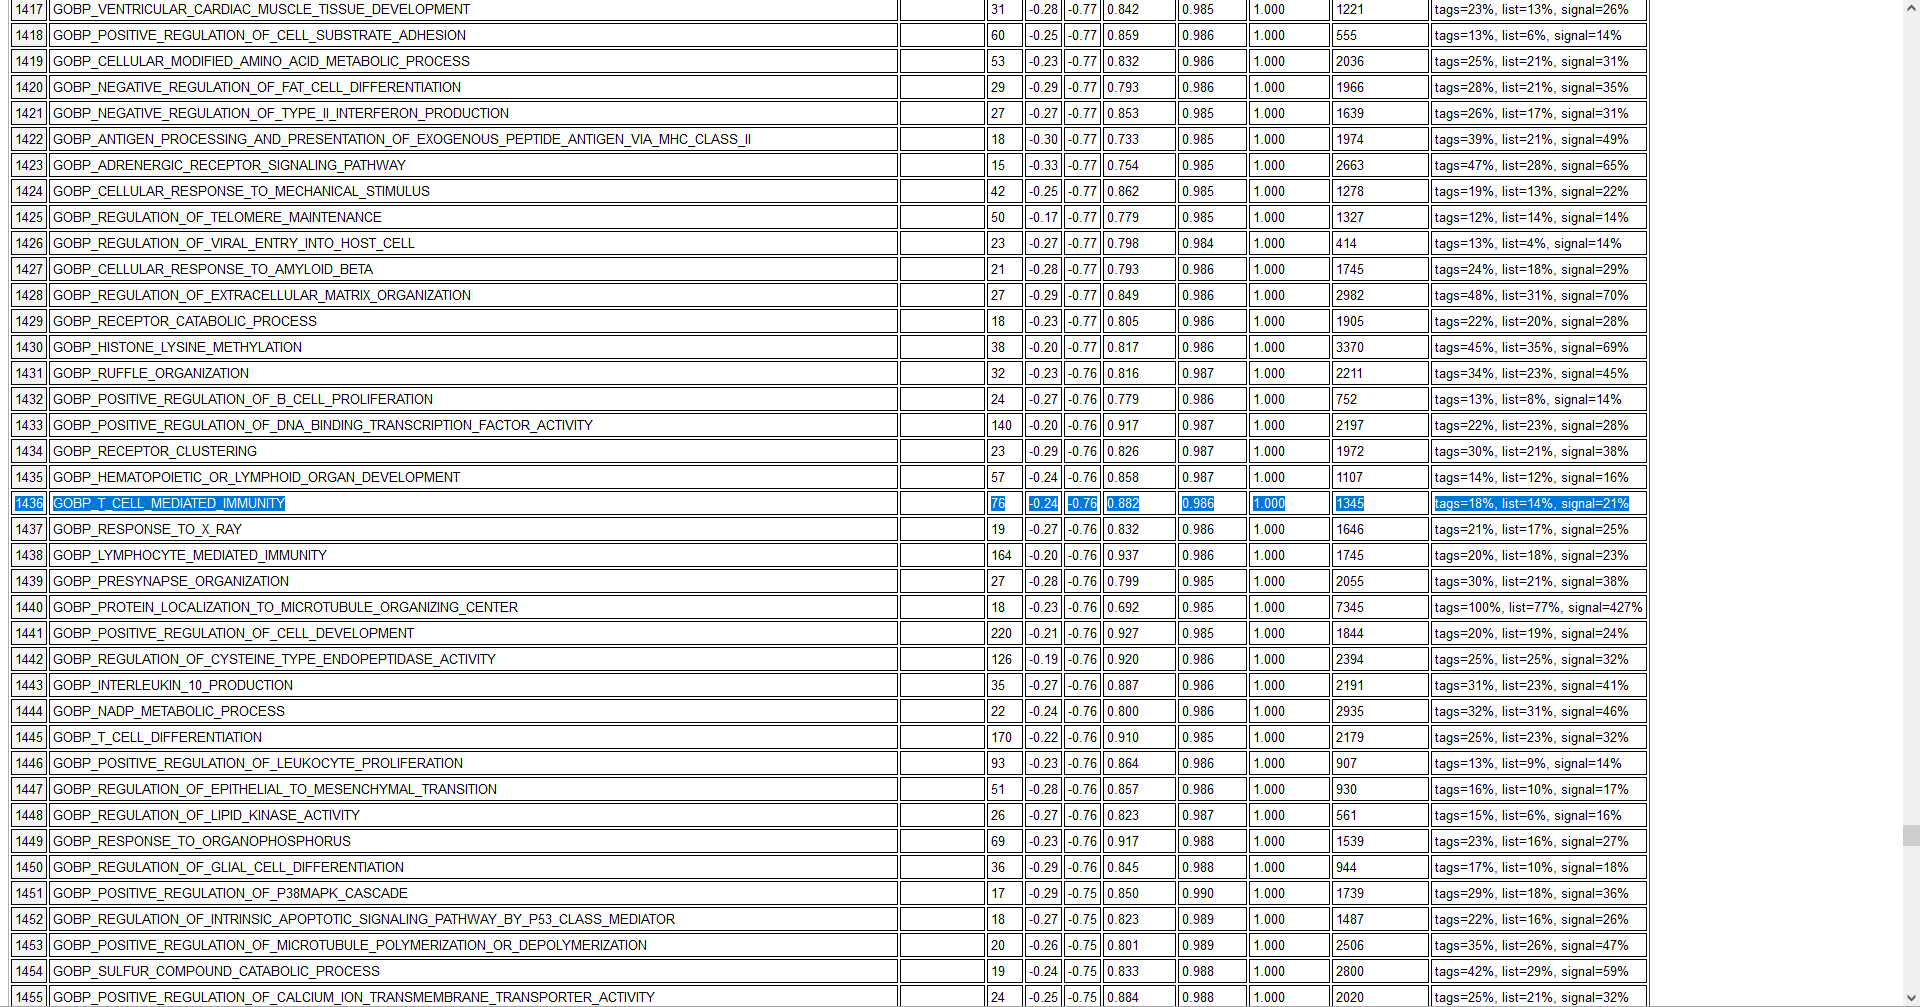 1417 GOBP_VENTRICULAR_CARDIAC_MUSCLE_TISSUE_DEVELOPMENT 31 -0.28 -0.77 0.842 0.985 1.000 1221 tags=23%, list=13%, signal=26%
1418 GOBP_POSITIVE_REGULATION_OF_CELL_SUBSTRATE_ADHESION 60 -0.25 -0.77 0.859 0.986 1.000 555 tags=13%, list=6%, signal=14%
1419 GOBP_CELLULAR_MODIFIED_AMINO_ACID_METABOLIC_PROCESS 53 -0.23 -0.77 0.832 0.986 1.000 2036 tags=25%, list=21%, signal=31%
1420 GOBP_NEGATIVE_REGULATION_OF_FAT_CELL_DIFFERENTIATION 29 -0.29 -0.77 0.793 0.986 1.000 1966 tags=28%, list=21%, signal=35%
1421 GOBP_NEGATIVE_REGULATION_OF_TYPE_II_INTERFERON_PRODUCTION 27 -0.27 -0.77 0.853 0.985 1.000 1639 tags=26%, list=17%, signal=31%
1422 GOBP_ANTIGEN_PROCESSING_AND_PRESENTATION_OF_EXOGENOUS_PEPTIDE_ANTIGEN_VIA_MHC_CLASS_II 18 -0.30 -0.77 0.733 0.985 1.000 1974 tags=39%, list=21%, signal=49%
1423 GOBP_ADRENERGIC_RECEPTOR_SIGNALING_PATHWAY 15 -0.33 -0.77 0.754 0.985 1.000 2663 tags=47%, list=28%, signal=65%
1424 GOBP_CELLULAR_RESPONSE_TO_MECHANICAL_STIMULUS 42 -0.25 -0.77 0.862 0.985 1.000 1278 tags=19%, list=13%, signal=22%
1425 GOBP_REGULATION_OF_TELOMERE_MAINTENANCE 50 -0.17 -0.77 0.779 0.985 1.000 1327 tags=12%, list=14%, signal=14%
1426 GOBP_REGULATION_OF_VIRAL_ENTRY_INTO_HOST_CELL 23 -0.27 -0.77 0.798 0.984 1.000 414 tags=13%, list=4%, signal=14%
1427 GOBP_CELLULAR_RESPONSE_TO_AMYLOID_BETA 21 -0.28 -0.77 0.793 0.986 1.000 1745 tags=24%, list=18%, signal=29%
1428 GOBP_REGULATION_OF_EXTRACELLULAR_MATRIX_ORGANIZATION 27 -0.29 -0.77 0.849 0.986 1.000 2982 tags=48%, list=31%, signal=70%
1429 GOBP_RECEPTOR_CATABOLIC_PROCESS 18 -0.23 -0.77 0.805 0.986 1.000 1905 tags=22%, list=20%, signal=28%
1430 GOBP_HISTONE_LYSINE_METHYLATION 38 -0.20 -0.77 0.817 0.986 1.000 3370 tags=45%, list=35%, signal=69%
1431 GOBP_RUFFLE_ORGANIZATION 32 -0.23 -0.76 0.816 0.987 1.000 2211 tags=34%, list=23%, signal=45%
1432 GOBP_POSITIVE_REGULATION_OF_B_CELL_PROLIFERATION 24 -0.27 -0.76 0.779 0.986 1.000 752 tags=13%, list=8%, signal=14%
1433 GOBP_POSITIVE_REGULATION_OF_DNA_BINDING_TRANSCRIPTION_FACTOR_ACTIVITY 140 -0.20 -0.76 0.917 0.987 1.000 2197 tags=22%, list=23%, signal=28%
1434 GOBP_RECEPTOR_CLUSTERING 23 -0.29 -0.76 0.826 0.987 1.000 1972 tags=30%, list=21%, signal=38%
1435 GOBP_HEMATOPOIETIC_OR_LYMPHOID_ORGAN_DEVELOPMENT 57 -0.24 -0.76 0.858 0.987 1.000 1107 tags=14%, list=12%, signal=16%
1436 GOBP_T_CELL_MEDIATED_IMMUNITY 76 -0.24 -0.76 0.882 0.986 1.000 1345 tags=18%, list=14%, signal=21%
1437 GOBP_RESPONSE_TO_X_RAY 19 -0.27 -0.76 0.832 0.986 1.000 1646 tags=21%, list=17%, signal=25%
1438 GOBP_LYMPHOCYTE_MEDIATED_IMMUNITY 164 -0.20 -0.76 0.937 0.986 1.000 1745 tags=20%, list=18%, signal=23%
1439 GOBP_PRESYNAPSE_ORGANIZATION 27 -0.28 -0.76 0.799 0.985 1.000 2055 tags=30%, list=21%, signal=38%
1440 GOBP_PROTEIN_LOCALIZATION_TO_MICROTUBULE_ORGANIZING_CENTER 18 -0.23 -0.76 0.692 0.986 1.000 7345 tags=100%, list=77%, signal=427%
1441 GOBP_POSITIVE_REGULATION_OF_CELL_DEVELOPMENT 220 -0.21 -0.76 0.927 0.985 1.000 1844 tags=20%, list=19%, signal=24%
1442 GOBP_REGULATION_OF_CYSTEINE_TYPE_ENDOPEPTIDASE_ACTIVITY 126 -0.19 -0.76 0.920 0.986 1.000 2394 tags=25%, list=25%, signal=32%
1443 GOBP_INTERLEUKIN_10_PRODUCTION 35 -0.27 -0.76 0.887 0.986 1.000 2191 tags=31%, list=23%, signal=41%
1444 GOBP_NADP_METABOLIC_PROCESS 22 -0.24 -0.76 0.800 0.986 1.000 2935 tags=32%, list=31%, signal=46%
1445 GOBP_T_CELL_DIFFERENTIATION 170 -0.22 -0.76 0.910 0.985 1.000 2179 tags=25%, list=23%, signal=32%
1446 GOBP_POSITIVE_REGULATION_OF_LEUKOCYTE_PROLIFERATION 93 -0.23 -0.76 0.864 0.986 1.000 907 tags=13%, list=9%, signal=14%
1447 GOBP_REGULATION_OF_EPITHELIAL_TO_MESENCHYMAL_TRANSITION 51 -0.28 -0.76 0.857 0.986 1.000 930 tags=16%, list=10%, signal=17%
1448 GOBP_REGULATION_OF_LIPID_KINASE_ACTIVITY 26 -0.27 -0.76 0.823 0.987 1.000 561 tags=15%, list=6%, signal=16%
1449 GOBP_RESPONSE_TO_ORGANOPHOSPHORUS 69 -0.23 -0.76 0.917 0.988 1.000 1539 tags=23%, list=16%, signal=27%
1450 GOBP_REGULATION_OF_GLIAL_CELL_DIFFERENTIATION 36 -0.29 -0.76 0.845 0.988 1.000 944 tags=17%, list=10%, signal=18%
1451 GOBP_POSITIVE_REGULATION_OF_P38MAPK_CASCADE 17 -0.29 -0.75 0.850 0.990 1.000 1739 tags=29%, list=18%, signal=36%
1452 GOBP_REGULATION_OF_INTRINSIC_APOPTOTIC_SIGNALING_PATHWAY_BY_P53_CLASS_MEDIATOR 18 -0.27 -0.75 0.823 0.989 1.000 1487 tags=22%, list=16%, signal=26%
1453 GOBP_POSITIVE_REGULATION_OF_MICROTUBULE_POLYMERIZATION_OR_DEPOLYMERIZATION 20 -0.26 -0.75 0.801 0.989 1.000 2506 tags=35%, list=26%, signal=47%
1454 GOBP_SULFUR_COMPOUND_CATABOLIC_PROCESS 19 -0.24 -0.75 0.833 0.988 1.000 2800 tags=42%, list=29%, signal=59%
1455 GOBP_POSITIVE_REGULATION_OF_CALCIUM_ION_TRANSMEMBRANE_TRANSPORTER_ACTIVITY 24 -0.25 -0.75 0.884 0.988 1.000 2020 tags=25%, list=21%, signal=32%